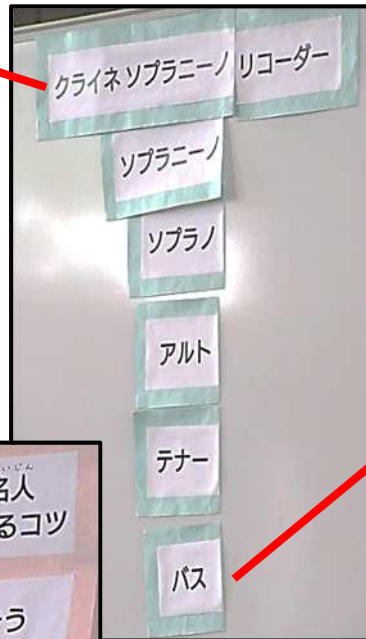 クライネソプラニーノ リコーダー
ソプラニーノ
ソプラノ
アルト
テナー
バス
名人
るコツ
う